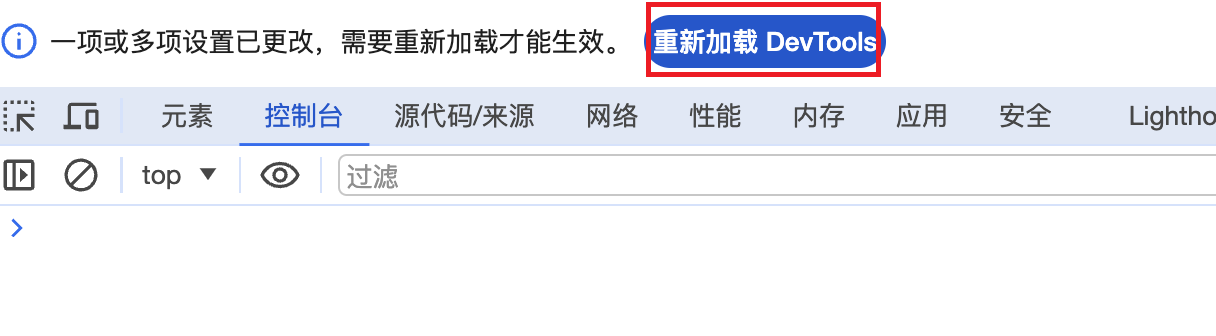 一项或多项设置已更改，需要重新加载才能生效。 重新加载 DevTools
元素 控制台 源代码/来源 网络 性能 内存 应用 安全 Lightho
top 过滤